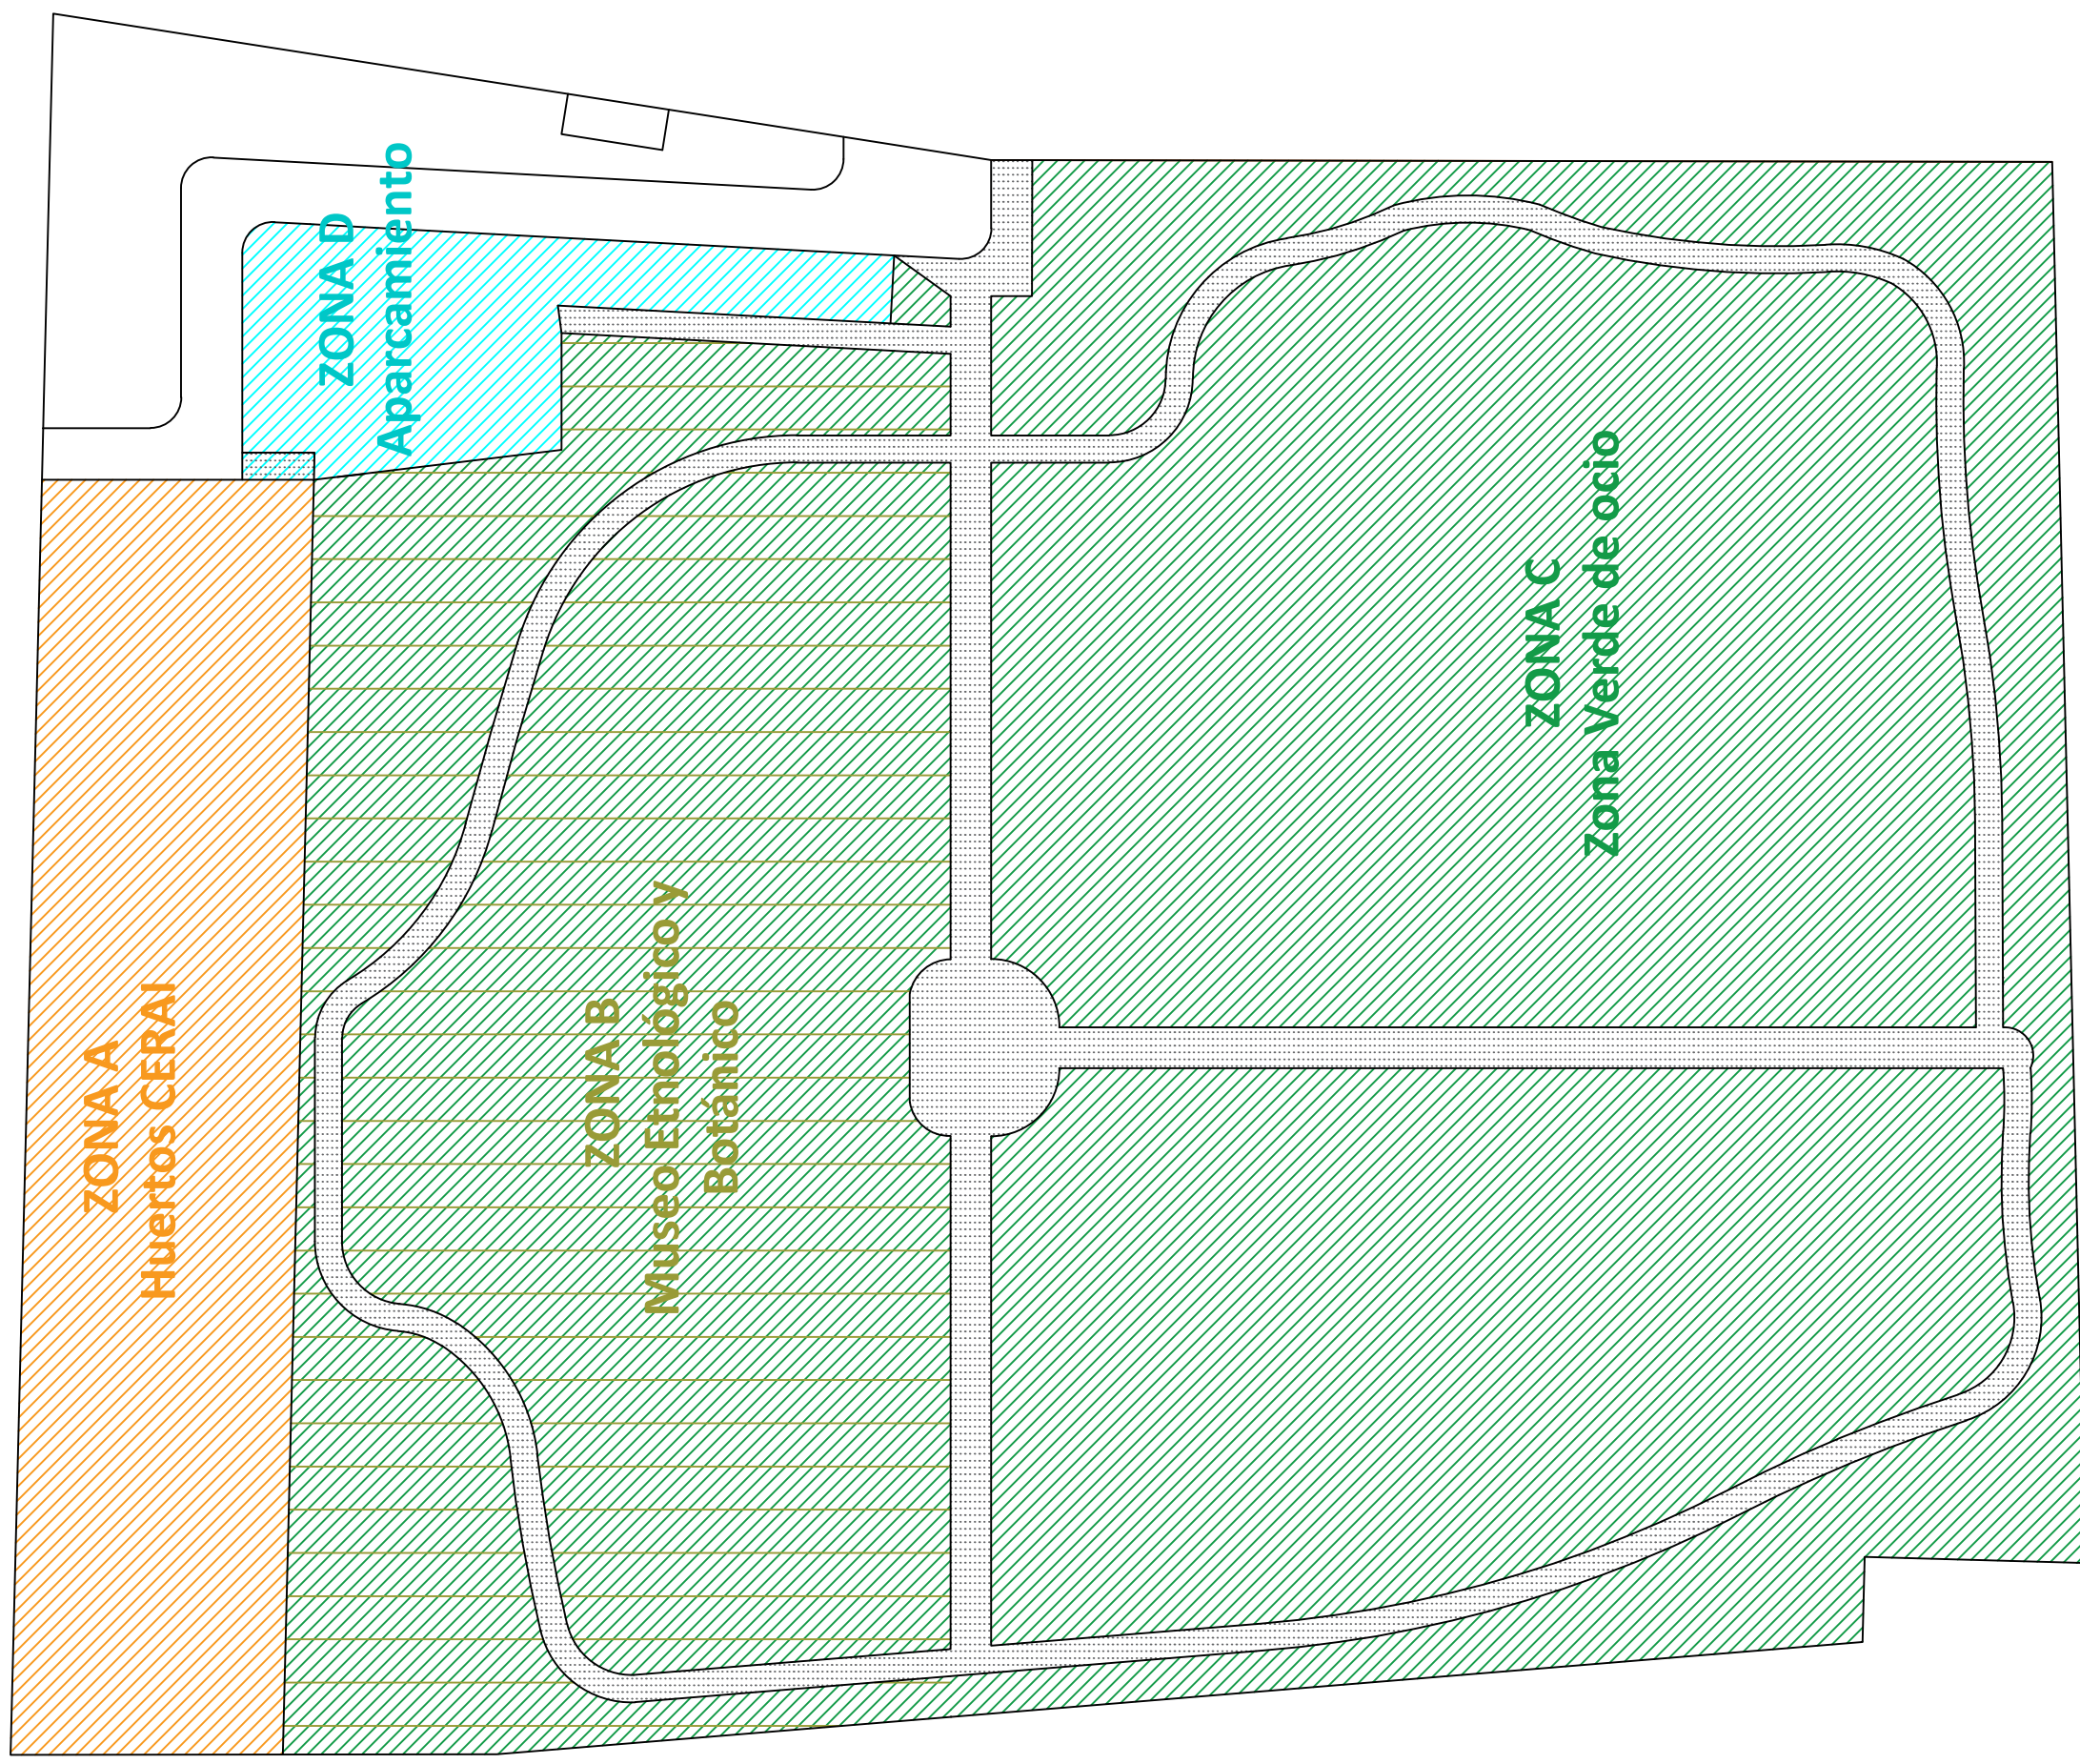 ZONA D
Aparcamiento
ZONA C
Zona Verde de ocio
ZONA B
Museo Etnológico y
Botánico
ZONA A
Huertos CERAI